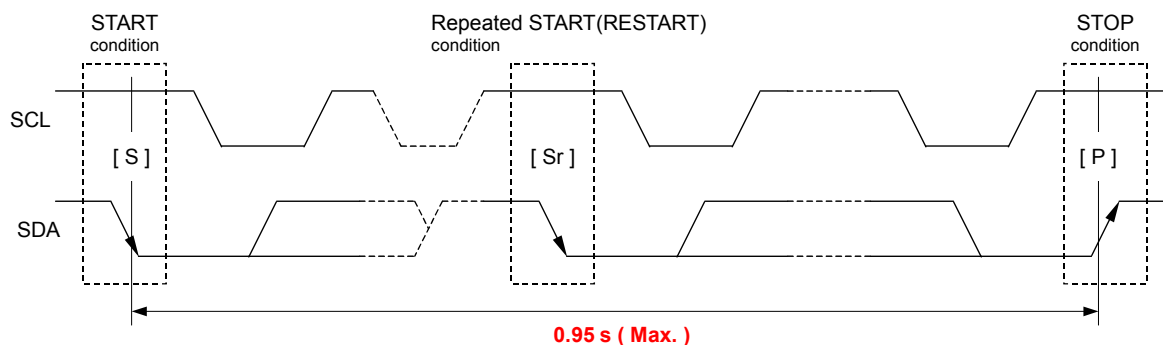 START
condition
Repeated START(RESTART)
condition
STOP
condition
SCL
[ S ]
[ Sr ]
[ P ]
SDA
0.95 s ( Max. )